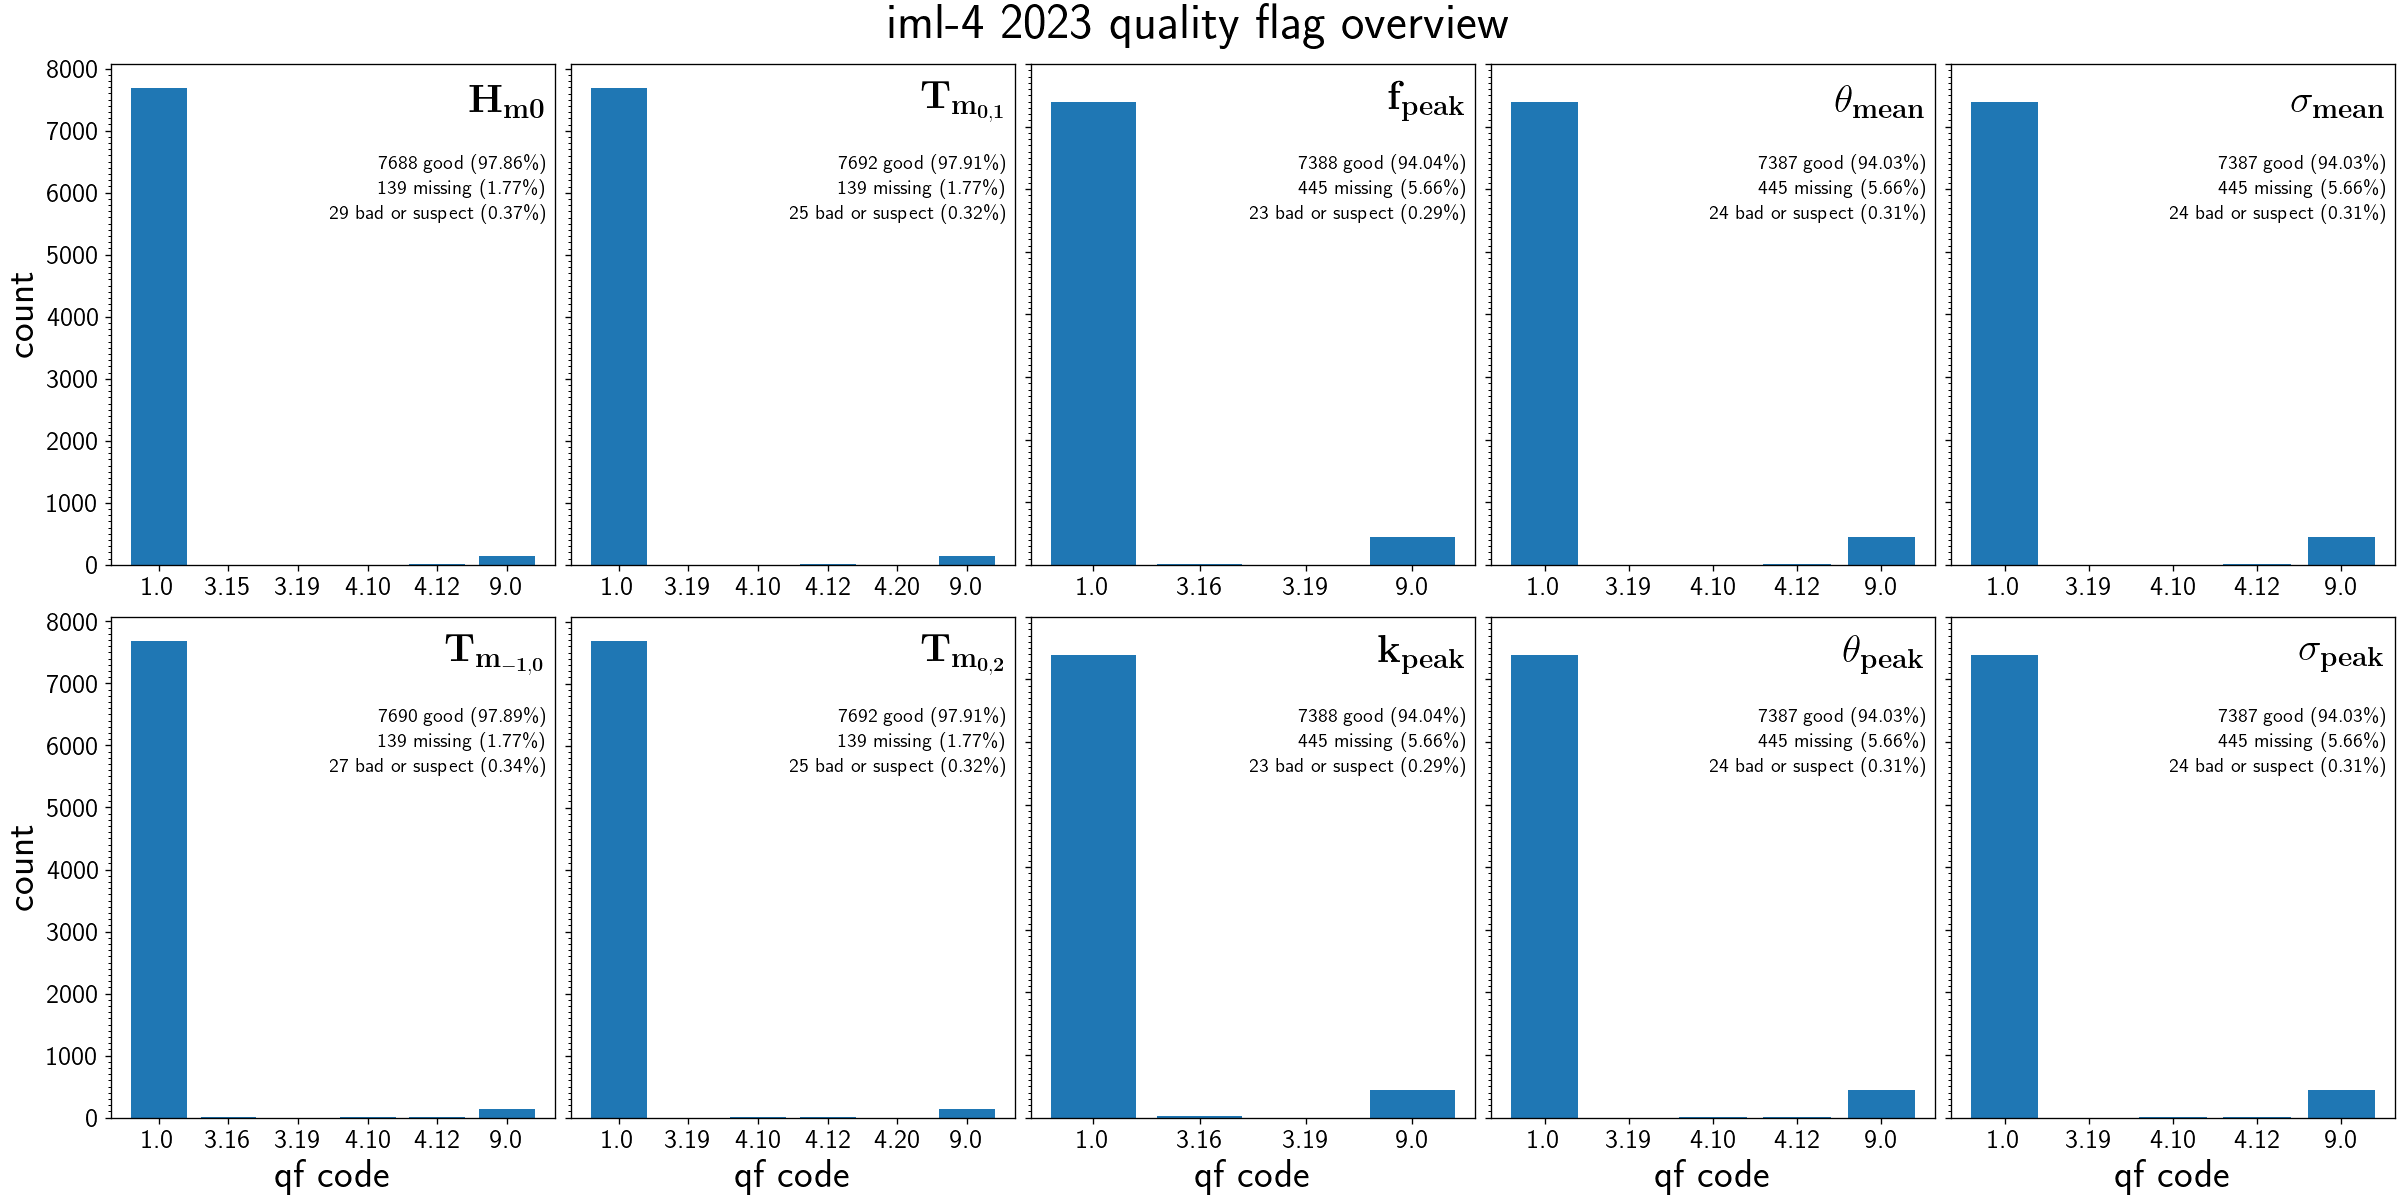 iml-4 2023 quality flag overview
count
8000
7000
6000
5000
4000
3000
2000
1000
0
H_m0
7688 good (97.86%)
139 missing (1.77%)
29 bad or suspect (0.37%)
1.0 3.15 3.19 4.10 4.12 9.0
T_m0,1
7692 good (97.91%)
139 missing (1.77%)
25 bad or suspect (0.32%)
1.0 3.19 4.10 4.12 4.20 9.0
f_peak
7388 good (94.04%)
445 missing (5.66%)
23 bad or suspect (0.29%)
1.0 3.16 3.19 9.0
θ_mean
7387 good (94.03%)
445 missing (5.66%)
24 bad or suspect (0.31%)
1.0 3.19 4.10 4.12 9.0
σ_mean
7387 good (94.03%)
445 missing (5.66%)
24 bad or suspect (0.31%)
1.0 3.19 4.10 4.12 9.0
count
8000
7000
6000
5000
4000
3000
2000
1000
0
T_m−1,0
7690 good (97.89%)
139 missing (1.77%)
27 bad or suspect (0.34%)
1.0 3.16 3.19 4.10 4.12 9.0
qf code
T_m0,2
7692 good (97.91%)
139 missing (1.77%)
25 bad or suspect (0.32%)
1.0 3.19 4.10 4.12 4.20 9.0
qf code
k_peak
7388 good (94.04%)
445 missing (5.66%)
23 bad or suspect (0.29%)
1.0 3.16 3.19 9.0
qf code
θ_peak
7387 good (94.03%)
445 missing (5.66%)
24 bad or suspect (0.31%)
1.0 3.19 4.10 4.12 9.0
qf code
σ_peak
7387 good (94.03%)
445 missing (5.66%)
24 bad or suspect (0.31%)
1.0 3.19 4.10 4.12 9.0
qf code